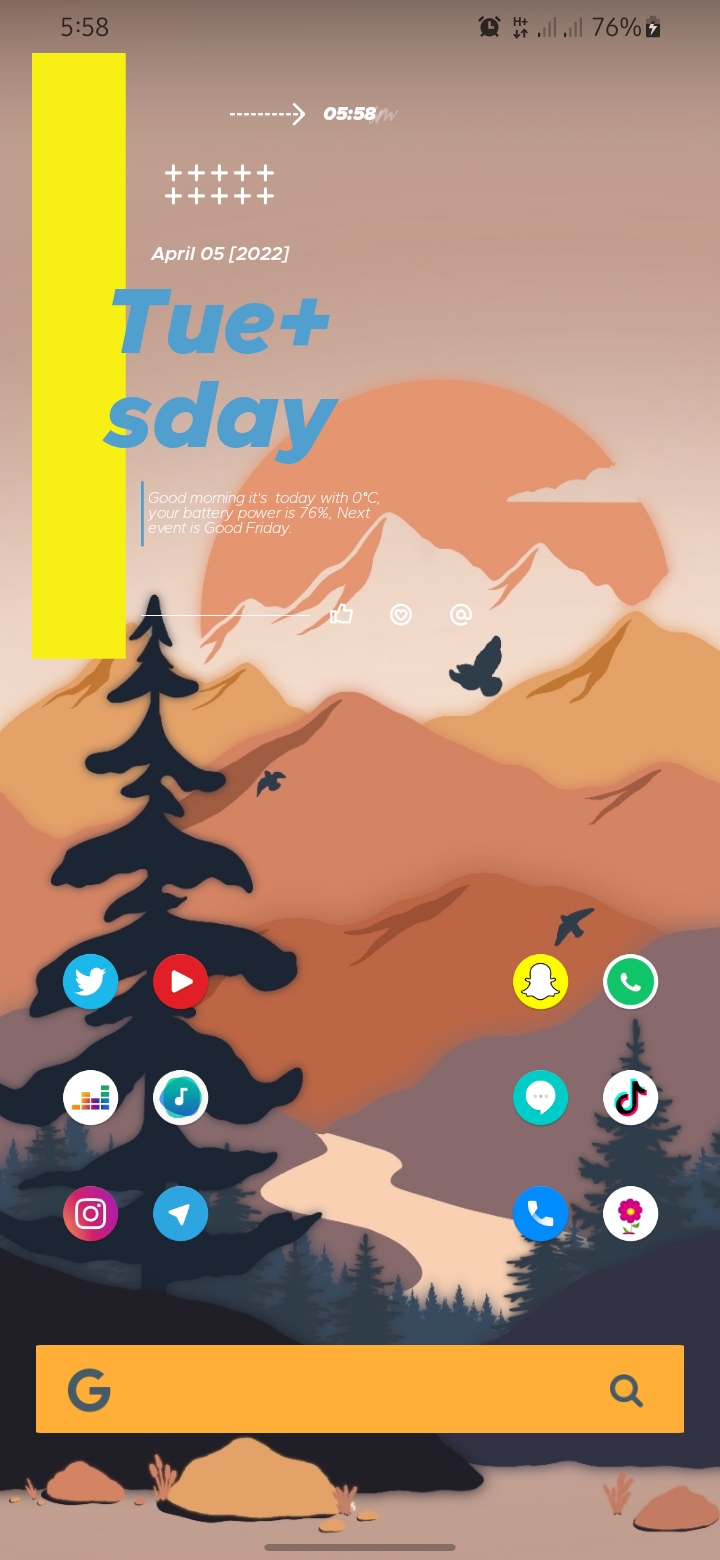 5:58
H+
76%
05:58
April 05 [2022]
Tue+
sday
Good morning it's today with 0°C,
your battery power is 76%, Next
event is Good Friday.
G